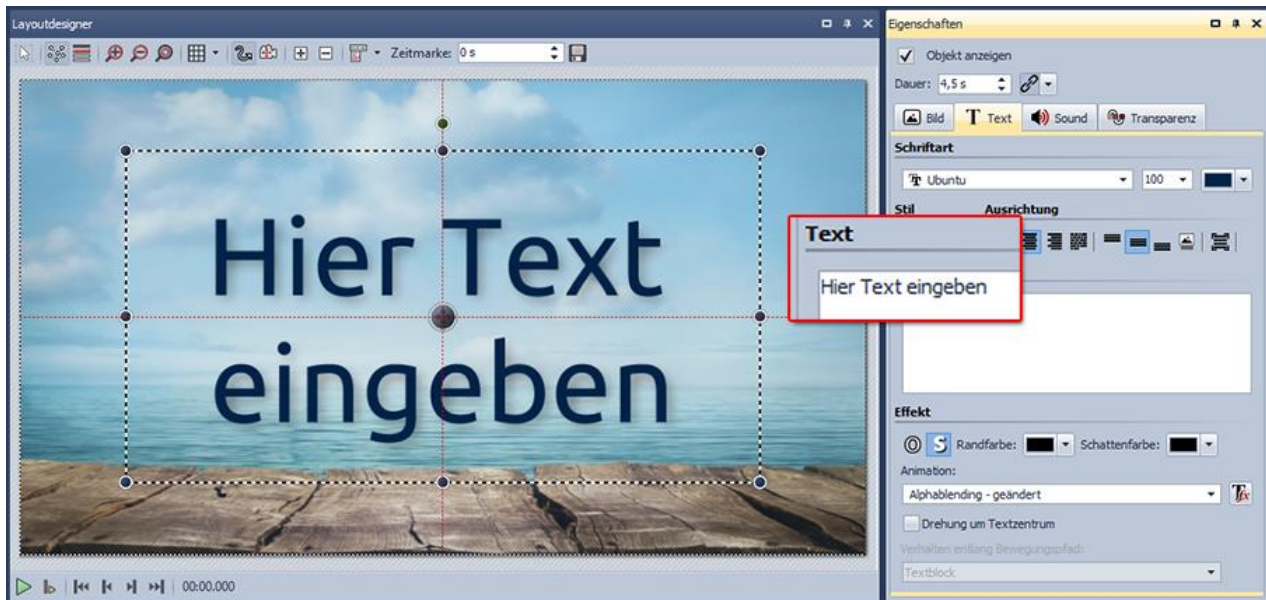 Layoutdesigner
Zeitmarke: 0 s
Hier Text
eingeben
00:00.000
Eigenschaften
Objekt anzeigen
Dauer: 4,5 s
Bild Text Sound Transparenz
Schriftart
Ubuntu 100
Stil Ausrichtung
Text
Hier Text eingeben
Effekt
Randfarbe: Schattenfarbe:
Animation:
Alphablending - geändert
Drehung um Textzentrum
Verhalten entlang Bewegungspfad:
Textblock